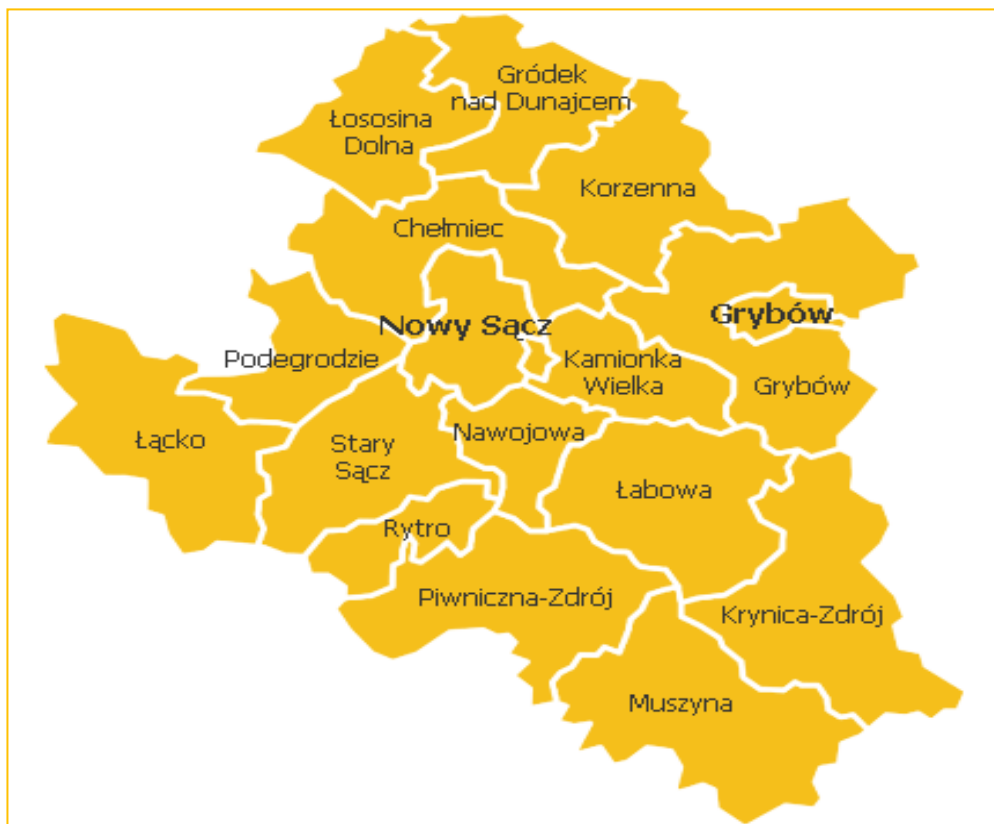 Gródek
nad Dunajcem
Łososina
Dolna
Korzenna
Chełmiec
Nowy Sącz
Grybów
Podegrodzie
Kamionka
Wielka
Grybów
Łącko
Stary
Sącz
Nawojowa
Łabowa
Rytro
Piwniczna-Zdrój
Krynica-Zdrój
Muszyna